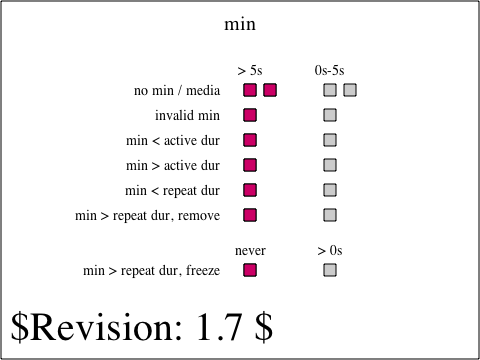 min
> 5s 0s-5s
no min / media
invalid min
min < active dur
min > active dur
min < repeat dur
min > repeat dur, remove
never > 0s
min > repeat dur, freeze
$Revision: 1.7 $